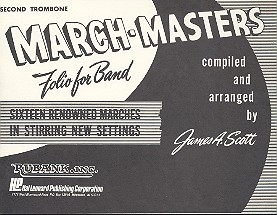 SECOND TROMBONE
MARCH-MASTERS
Folio for Band
compiled
and
arranged
by
James A. Scott
SIXTEEN RENOWNED MARCHES
IN STIRRING NEW SETTINGS
RUBANK, INC.
Hal Leonard Publishing Corporation